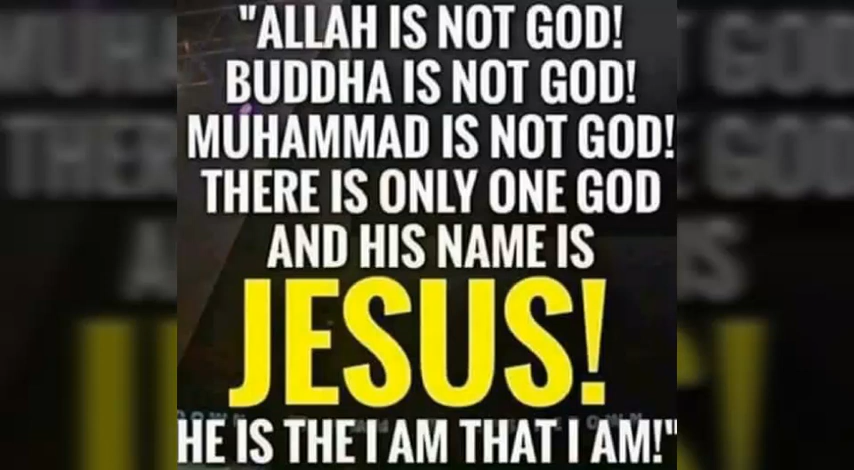 "ALLAH IS NOT GOD!
BUDDHA IS NOT GOD!
MUHAMMAD IS NOT GOD!
THERE IS ONLY ONE GOD
AND HIS NAME IS
JESUS!
HE IS THE I AM THAT I AM!"